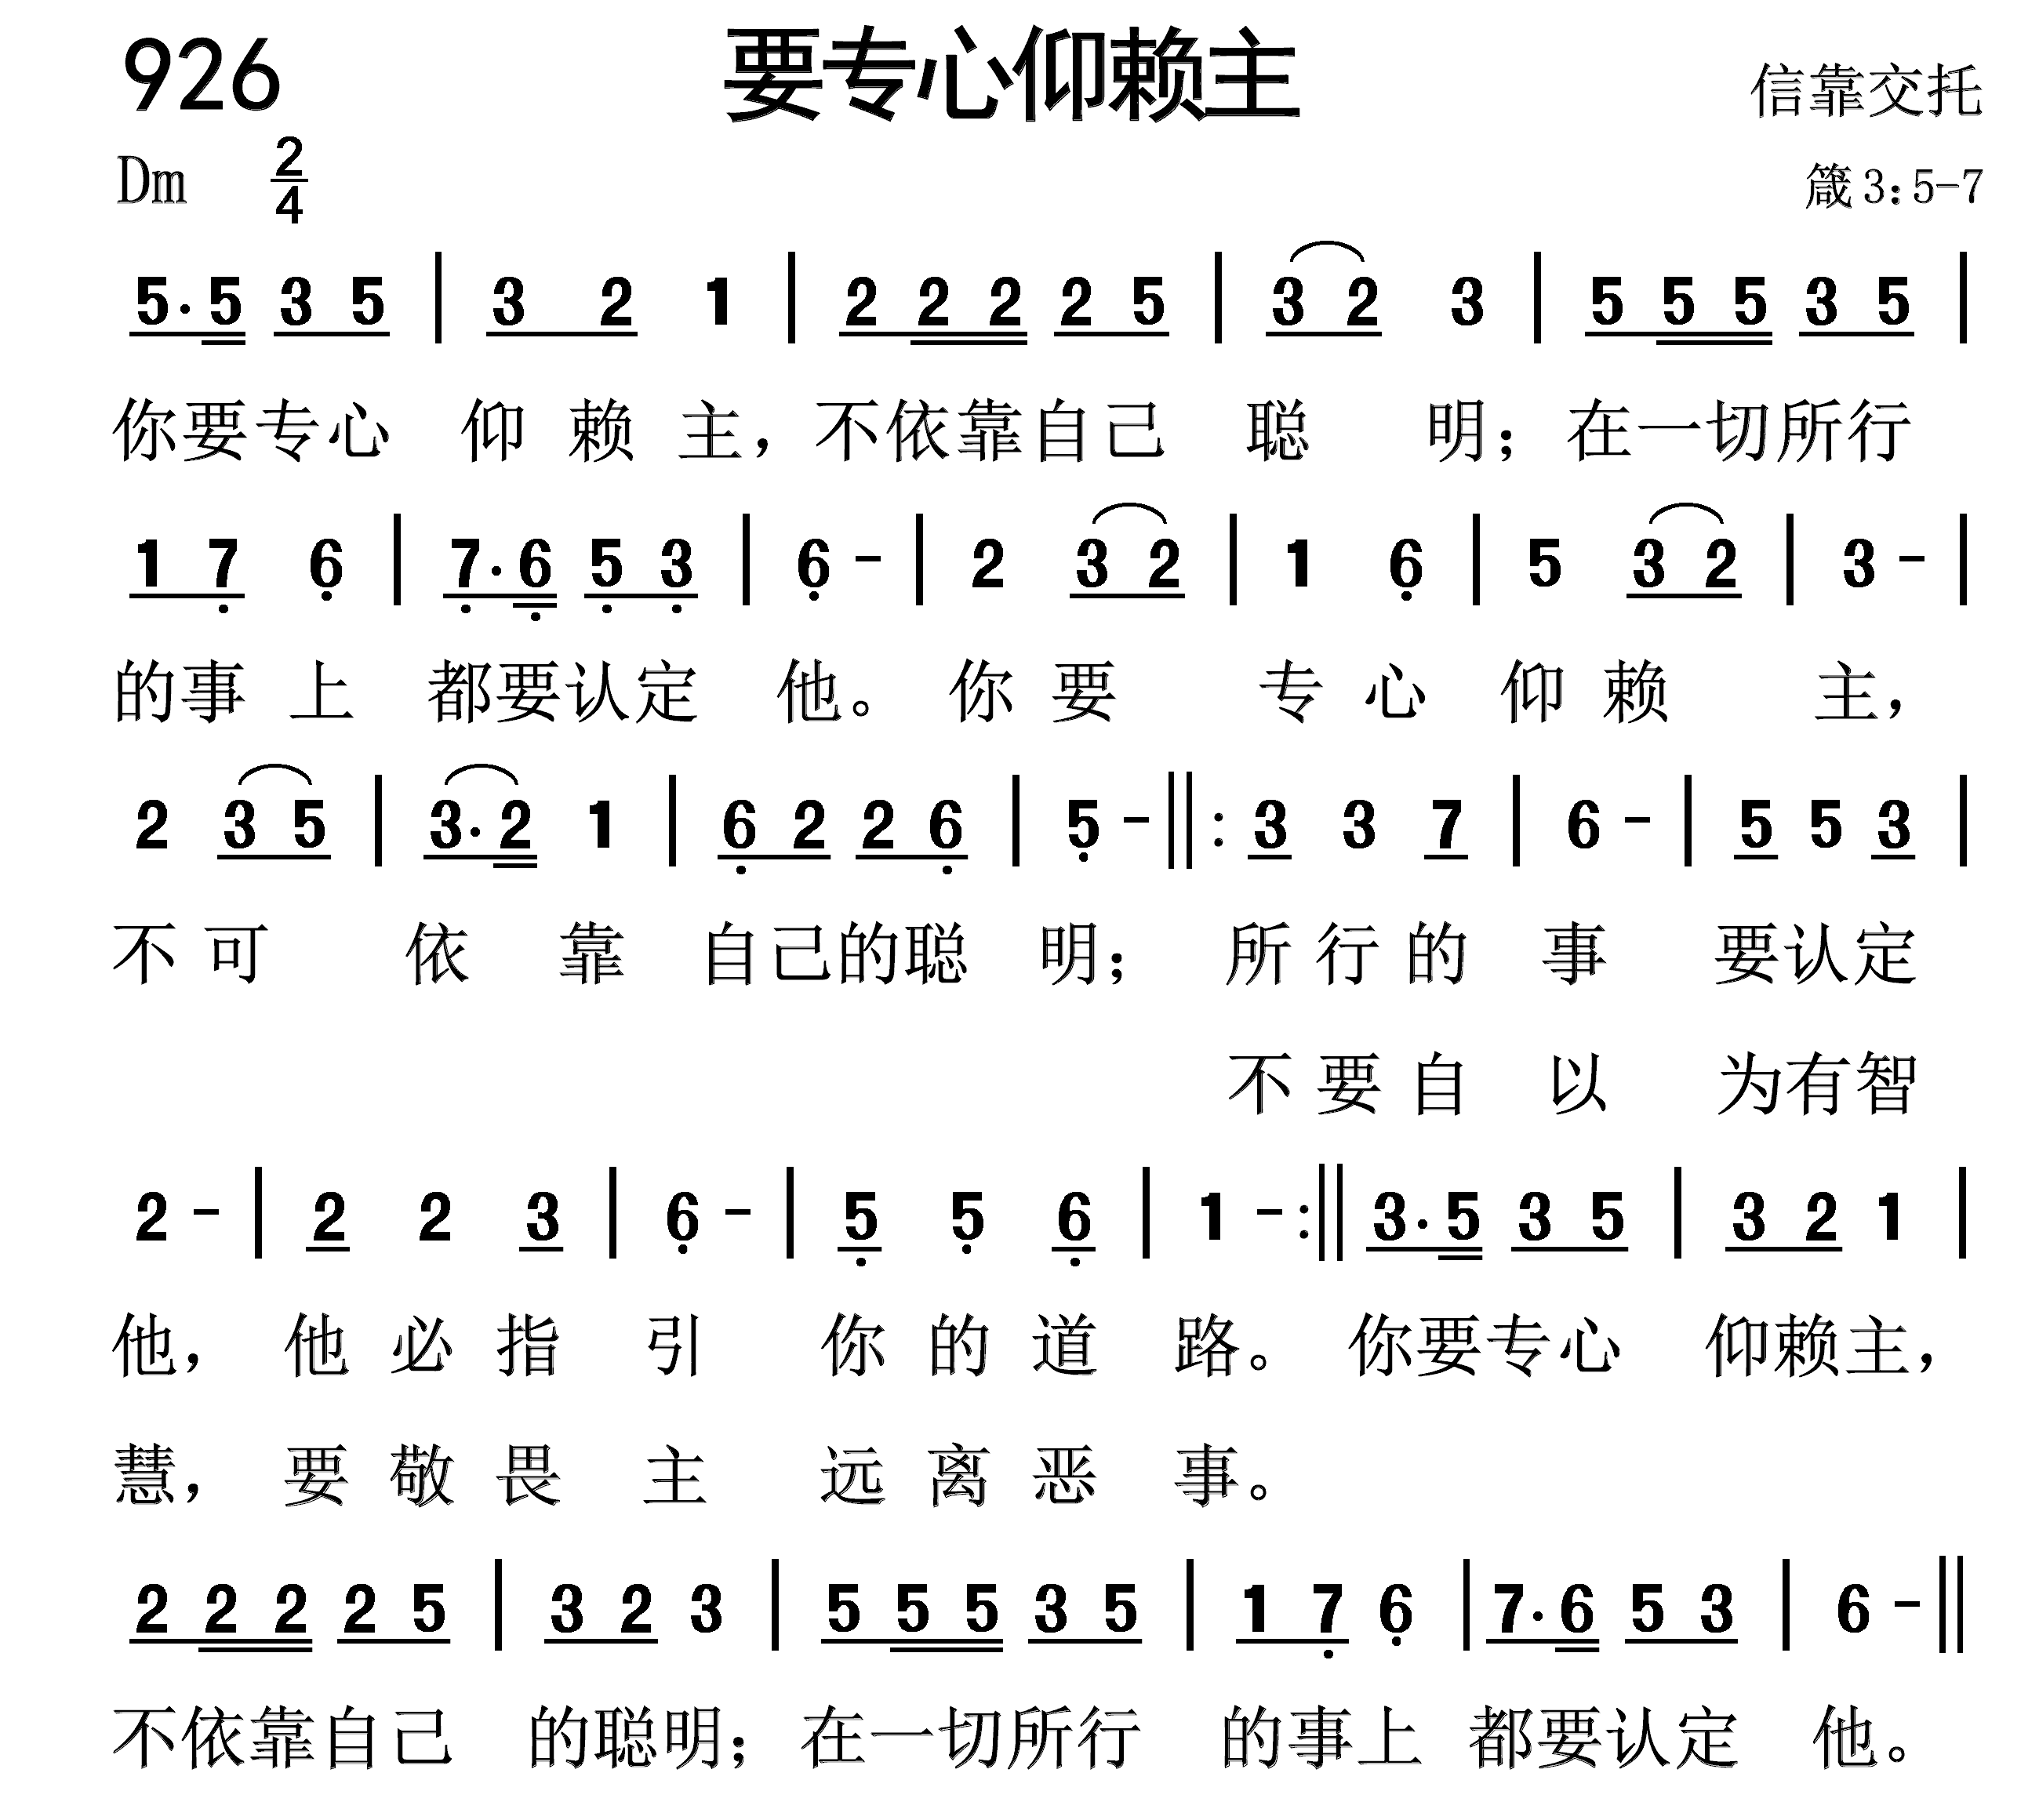 926 要专心仰赖主 信靠交托
Dm 2/4 箴3:5-7
5·5 3 5 | 3 2 1 | 2 2 2 2 5 | 3 2 3 | 5 5 5 3 5 |
你要专心 仰赖主，不依靠自己 聪 明；在一切所行
1 7 6 | 7·6 5 3 | 6 - | 2 3 2 | 1 6 | 5 3 2 | 3 - |
的事上 都要认定 他。你要 专心 仰赖 主，
2 3 5 | 3·2 1 | 6 2 2 6 | 5 - ‖: 3 3 7 | 6 - | 5 5 3 |
不可 依 靠 自己的聪 明； 所行的 事 要认定
不要自 以 为有智
2 - | 2 2 3 | 6 - | 5 5 6 | 1 - :‖ 3·5 3 5 | 3 2 1 |
他，他必指 引 你的道 路。你要专心 仰赖主，
慧，要敬畏 主 远离恶 事。
2 2 2 2 5 | 3 2 3 | 5 5 5 3 5 | 1 7 6 | 7·6 5 3 | 6 - ‖
不依靠自己 的聪明；在一切所行 的事上 都要认定 他。